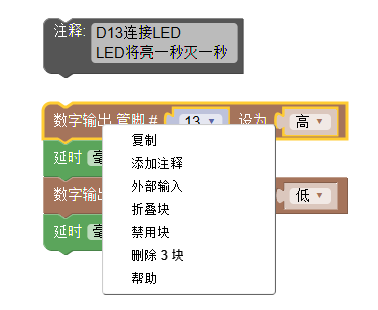 注释: D13连接LED
LED将亮一秒灭一秒
数字输出 管脚 # 13 设为 高
延时
数字输出 低
延时
复制
添加注释
外部输入
折叠块
禁用块
删除 3 块
帮助